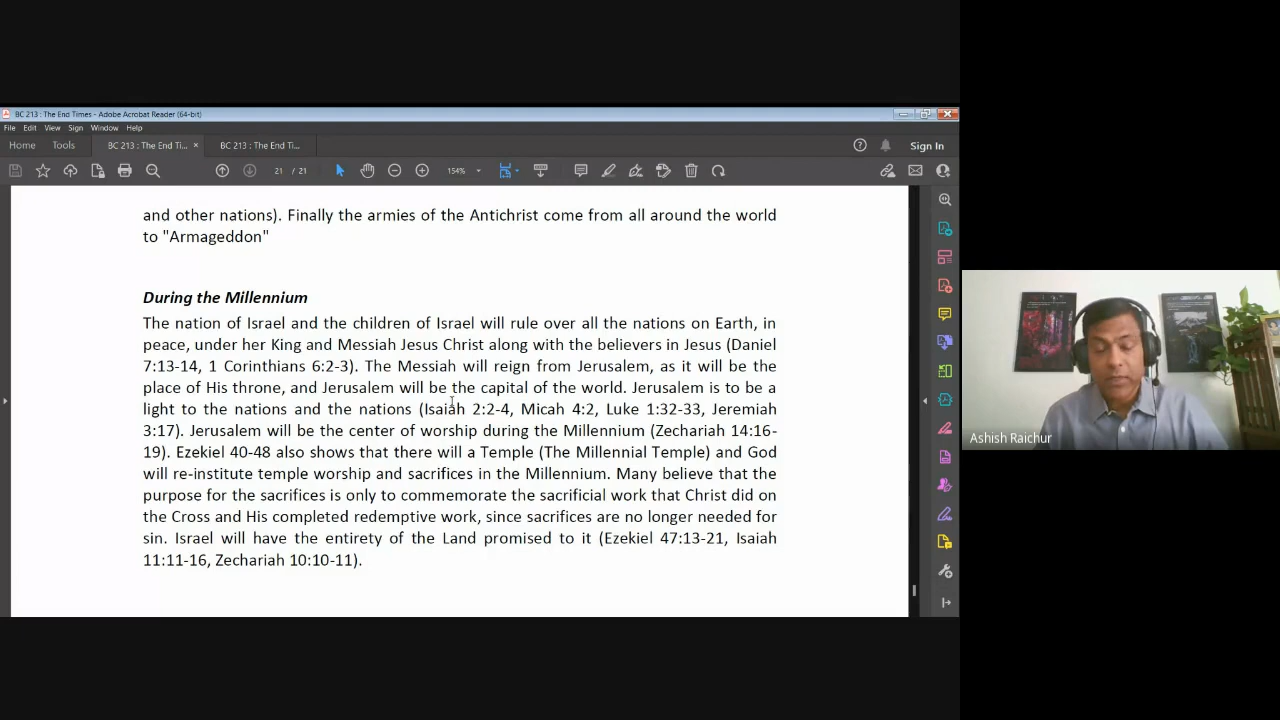 BC 213 : The End Times - Adobe Acrobat Reader (64-bit)
File Edit View Sign Window Help
Home Tools BC 213 : The End Ti... × BC 213 : The End Ti... Sign In
21 / 21 154%
and other nations). Finally the armies of the Antichrist come from all around the world
to "Armageddon"
During the Millennium
The nation of Israel and the children of Israel will rule over all the nations on Earth, in
peace, under her King and Messiah Jesus Christ along with the believers in Jesus (Daniel
7:13-14, 1 Corinthians 6:2-3). The Messiah will reign from Jerusalem, as it will be the
place of His throne, and Jerusalem will be the capital of the world. Jerusalem is to be a
light to the nations and the nations (Isaiah 2:2-4, Micah 4:2, Luke 1:32-33, Jeremiah
3:17). Jerusalem will be the center of worship during the Millennium (Zechariah 14:16-
19). Ezekiel 40-48 also shows that there will a Temple (The Millennial Temple) and God
will re-institute temple worship and sacrifices in the Millennium. Many believe that the
purpose for the sacrifices is only to commemorate the sacrificial work that Christ did on
the Cross and His completed redemptive work, since sacrifices are no longer needed for
sin. Israel will have the entirety of the Land promised to it (Ezekiel 47:13-21, Isaiah
11:11-16, Zechariah 10:10-11).
Ashish Raichur